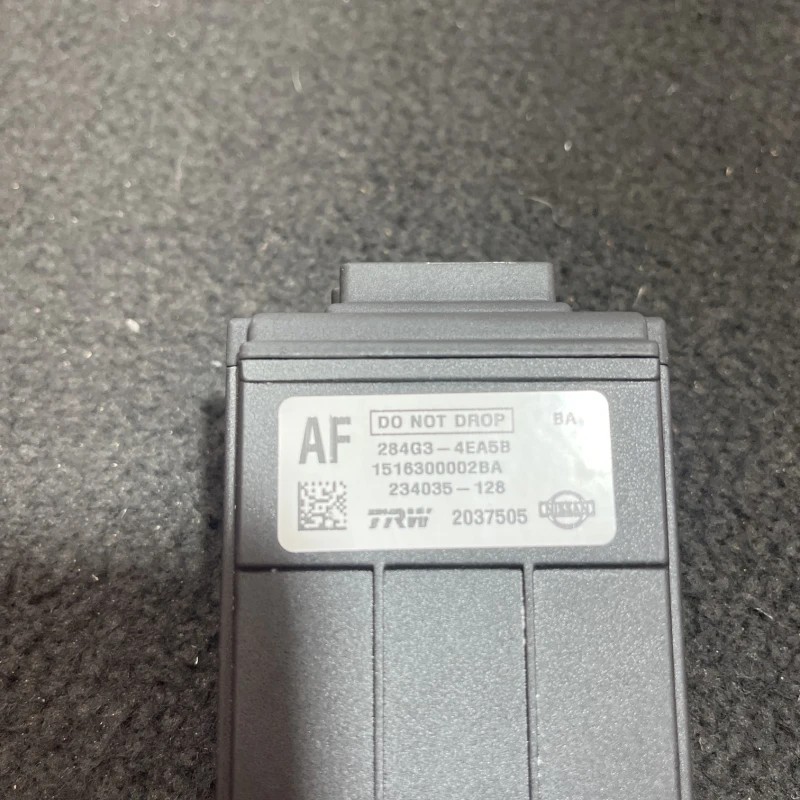 AF
DO NOT DROP
BA
284G3-4EA5B
1516300002BA
234035-128
TRW 2037505 NISSAN